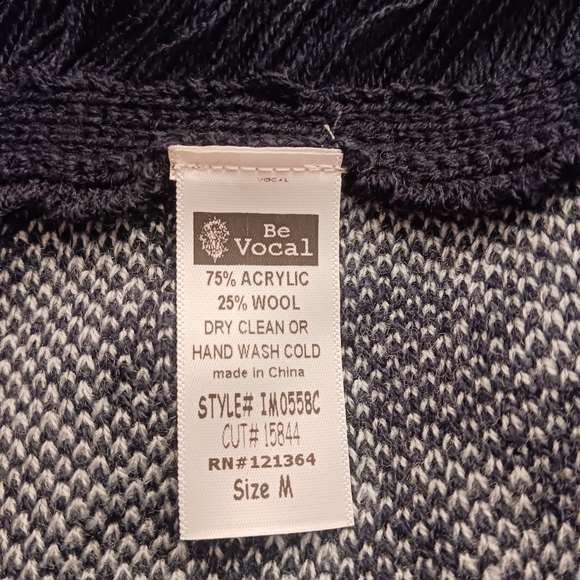 VOCAL
Be
Vocal
75% ACRYLIC
25% WOOL
DRY CLEAN OR
HAND WASH COLD
made in China
STYLE# IM0558C
CUT# 15844
RN#121364
Size M